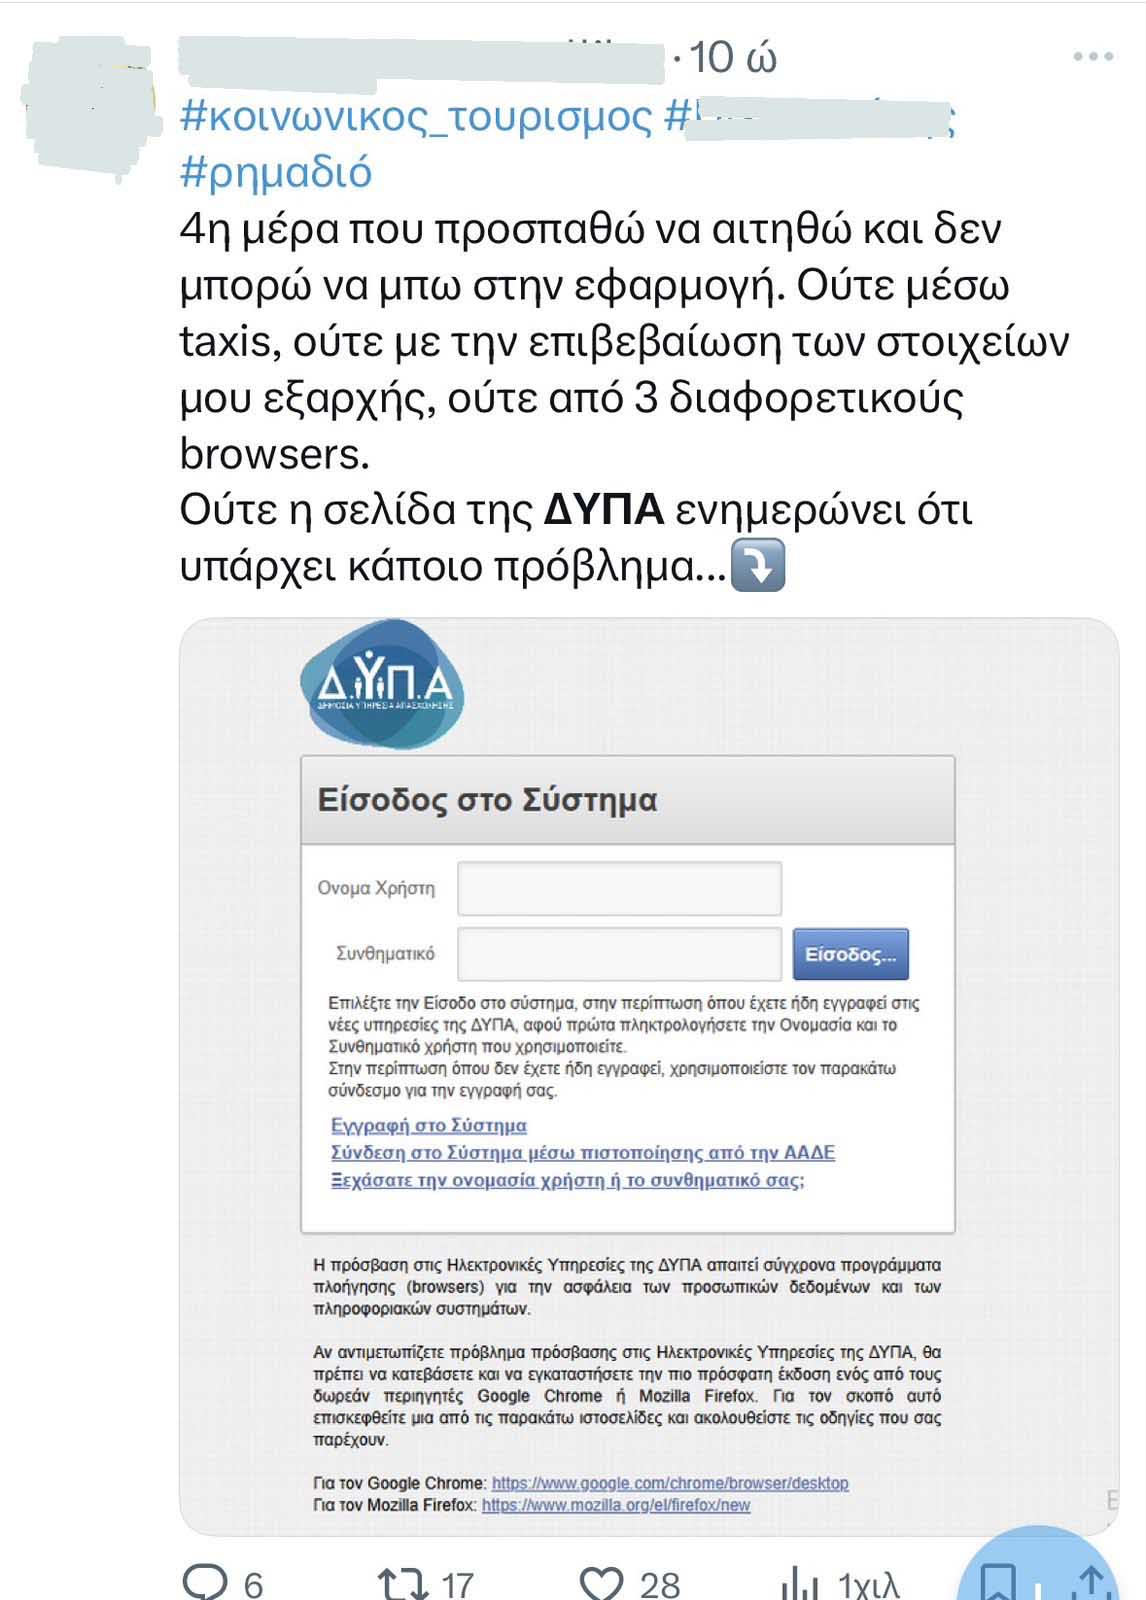 · 10 ώ
#κοινωνικος_τουρισμος #
#ρημαδιό
4η μέρα που προσπαθώ να αιτηθώ και δεν
μπορώ να μπω στην εφαρμογή. Ούτε μέσω
taxis, ούτε με την επιβεβαίωση των στοιχείων
μου εξαρχής, ούτε από 3 διαφορετικούς
browsers.
Ούτε η σελίδα της ΔΥΠΑ ενημερώνει ότι
υπάρχει κάποιο πρόβλημα...⤵️
Δ.ΥΠ.Α
ΔΗΜΟΣΙΑ ΥΠΗΡΕΣΙΑ ΑΠΑΣΧΟΛΗΣΗΣ
Είσοδος στο Σύστημα
Ονομα Χρήστη
Συνθηματικό
Είσοδος...
Επιλέξτε την Είσοδο στο σύστημα, στην περίπτωση όπου έχετε ήδη εγγραφεί στις
νέες υπηρεσίες της ΔΥΠΑ, αφού πρώτα πληκτρολογήσετε την Ονομασία και το
Συνθηματικό χρήστη που χρησιμοποιείτε.
Στην περίπτωση όπου δεν έχετε ήδη εγγραφεί, χρησιμοποιείστε τον παρακάτω
σύνδεσμο για την εγγραφή σας.
Εγγραφή στο Σύστημα
Σύνδεση στο Σύστημα μέσω πιστοποίησης από την ΑΑΔΕ
Ξεχάσατε την ονομασία χρήστη ή το συνθηματικό σας;
Η πρόσβαση στις Ηλεκτρονικές Υπηρεσίες της ΔΥΠΑ απαιτεί σύγχρονα προγράμματα
πλοήγησης (browsers) για την ασφάλεια των προσωπικών δεδομένων και των
πληροφοριακών συστημάτων.
Αν αντιμετωπίζετε πρόβλημα πρόσβασης στις Ηλεκτρονικές Υπηρεσίες της ΔΥΠΑ, θα
πρέπει να κατεβάσετε και να εγκαταστήσετε την πιο πρόσφατη έκδοση ενός από τους
δωρεάν περιηγητές Google Chrome ή Mozilla Firefox. Για τον σκοπό αυτό
επισκεφθείτε μια από τις παρακάτω ιστοσελίδες και ακολουθείστε τις οδηγίες που σας
παρέχουν.
Για τον Google Chrome: https://www.google.com/chrome/browser/desktop
Για τον Mozilla Firefox: https://www.mozilla.org/el/firefox/new
6 17 28 1χιλ